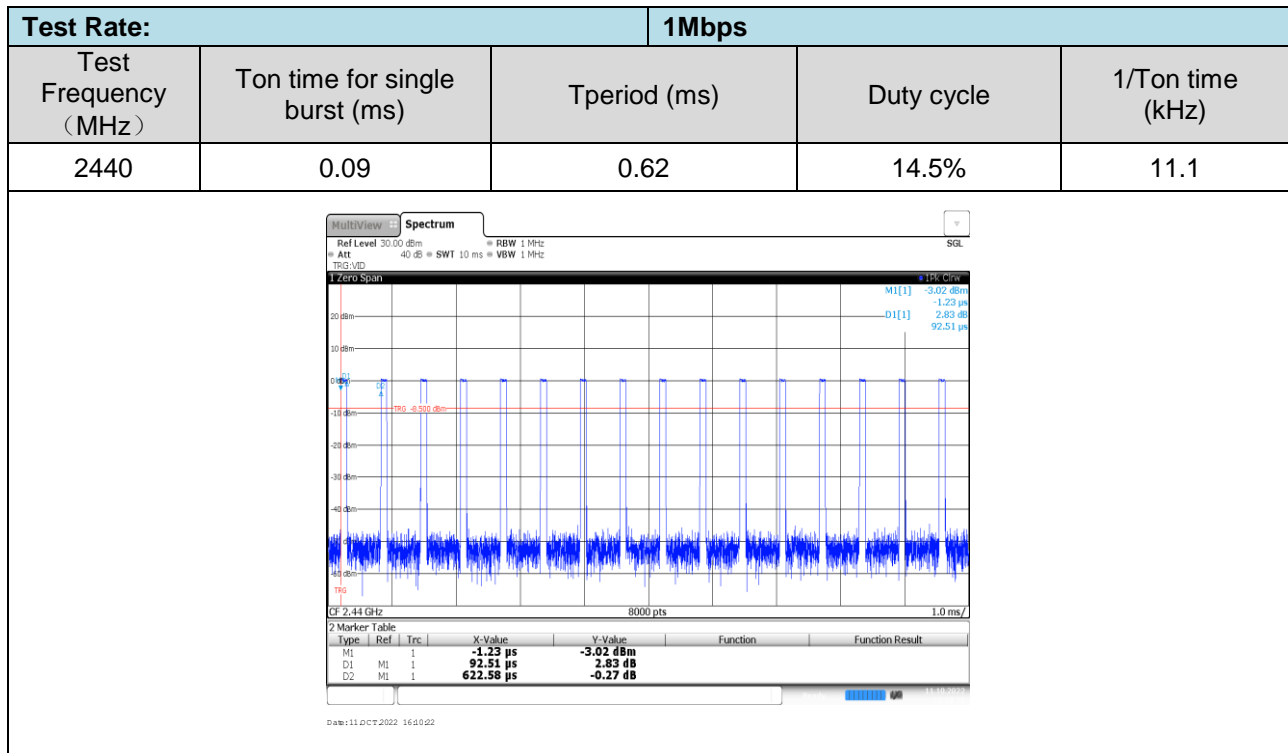 Test Rate: 1Mbps
Test Frequency （MHz） Ton time for single burst (ms) Tperiod (ms) Duty cycle 1/Ton time (kHz)
2440 0.09 0.62 14.5% 11.1
MultiView Spectrum
Ref Level 30.00 dBm RBW 1 MHz SGL
Att 40 dB SWT 10 ms VBW 1 MHz
TRG:VID
1 Zero Span 1Pk Clrw
M1[1] -3.02 dBm
-1.23 µs
20 dBm D1[1] 2.83 dB
92.51 µs
10 dBm
D1
D2
TRG -8.500 dBm
-10 dBm
-20 dBm
-30 dBm
-40 dBm
-60 dBm
TRG
CF 2.44 GHz 8000 pts 1.0 ms/
2 Marker Table
Type Ref Trc X-Value Y-Value Function Function Result
M1 1 -1.23 µs -3.02 dBm
D1 M1 1 92.51 µs 2.83 dB
D2 M1 1 622.58 µs -0.27 dB
11.10.2022
Date:11.OCT.2022 16:10:22